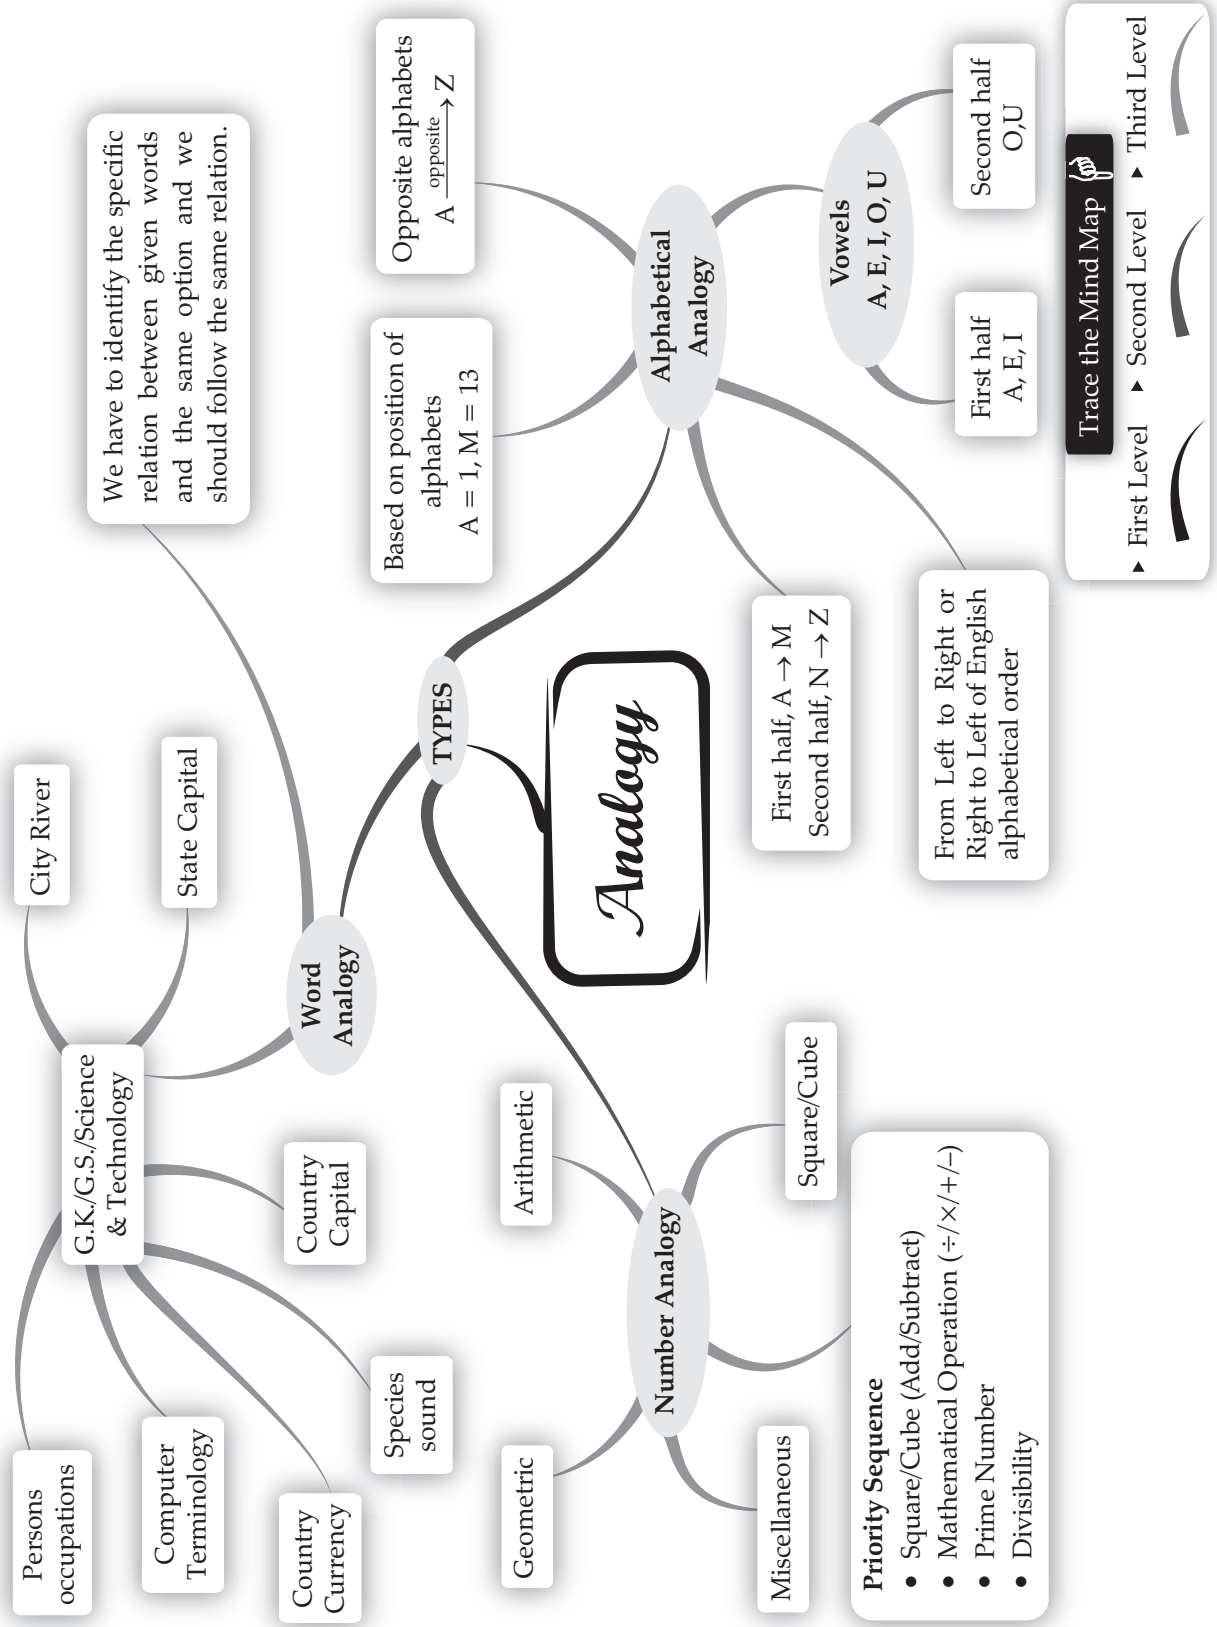 Analogy
TYPES
Word
Analogy
We have to identify the specific
relation between given words
and the same option and we
should follow the same relation.
G.K./G.S./Science
& Technology
City River
State Capital
Country
Capital
Species
sound
Country
Currency
Computer
Terminology
Persons
occupations
Number Analogy
Arithmetic
Square/Cube
Geometric
Miscellaneous
Priority Sequence
• Square/Cube (Add/Subtract)
• Mathematical Operation (÷/×/+/–)
• Prime Number
• Divisibility
Alphabetical
Analogy
Based on position of
alphabets
A = 1, M = 13
Opposite alphabets
opposite
A → Z
Vowels
A, E, I, O, U
First half
A, E, I
Second half
O,U
First half, A → M
Second half, N → Z
From Left to Right or
Right to Left of English
alphabetical order
Trace the Mind Map
▸ First Level ▸ Second Level ▸ Third Level